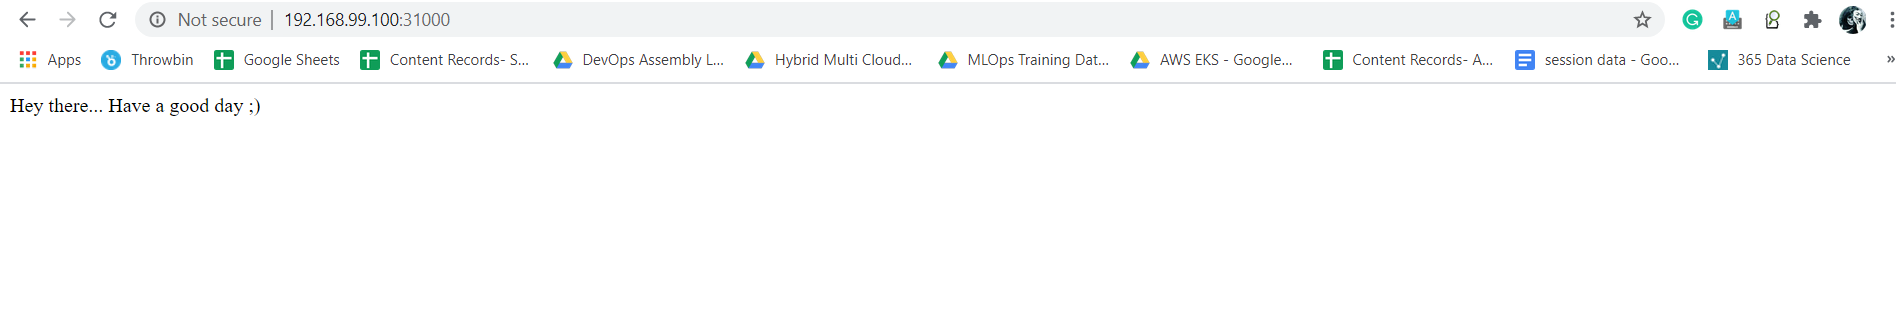 Not secure | 192.168.99.100:31000
Apps Throwbin Google Sheets Content Records- S... DevOps Assembly L... Hybrid Multi Cloud... MLOps Training Dat... AWS EKS - Google... Content Records- A... session data - Goo... 365 Data Science »
Hey there... Have a good day ;)